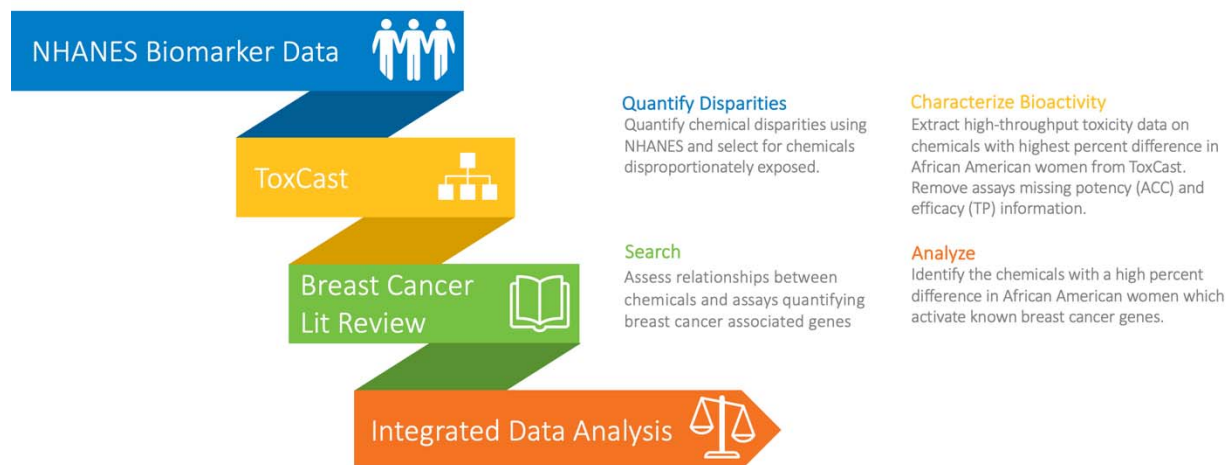 NHANES Biomarker Data
ToxCast
Breast Cancer
Lit Review
Integrated Data Analysis
Quantify Disparities
Quantify chemical disparities using
NHANES and select for chemicals
disproportionately exposed.
Characterize Bioactivity
Extract high-throughput toxicity data on
chemicals with highest percent difference in
African American women from ToxCast.
Remove assays missing potency (ACC) and
efficacy (TP) information.
Search
Assess relationships between
chemicals and assays quantifying
breast cancer associated genes
Analyze
Identify the chemicals with a high percent
difference in African American women which
activate known breast cancer genes.